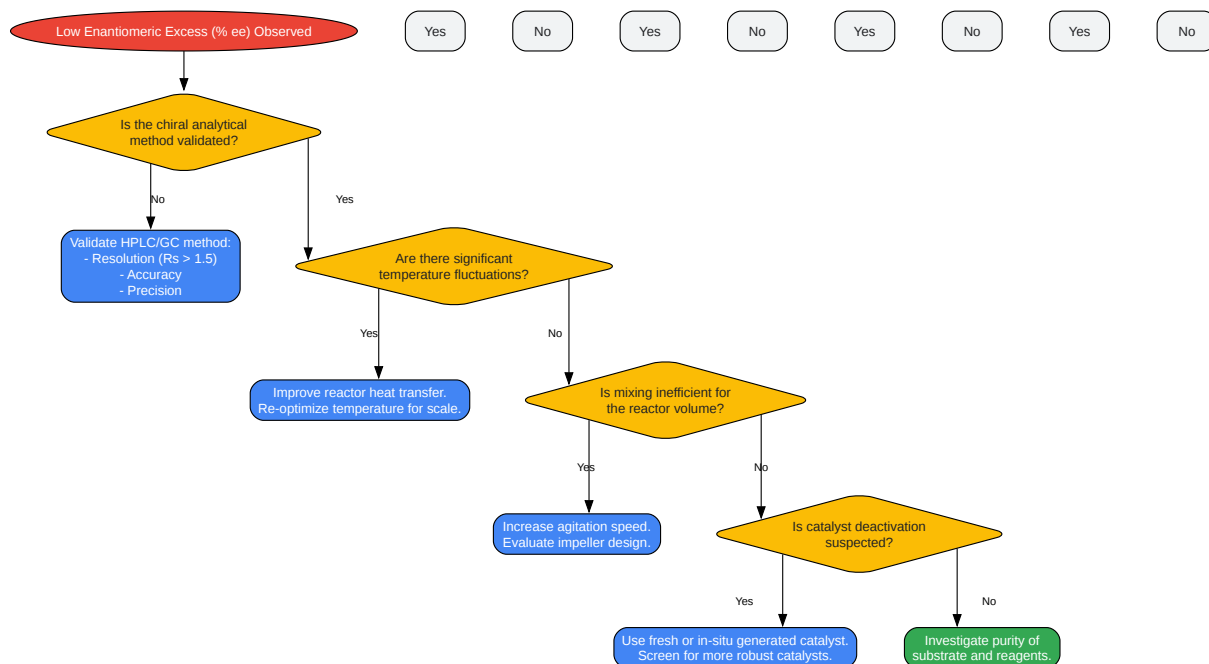 Low Enantiomeric Excess (% ee) Observed
Yes
No
Yes
No
Yes
No
Yes
No
Is the chiral analytical
method validated?
No
Yes
Validate HPLC/GC method:
- Resolution (Rs > 1.5)
- Accuracy
- Precision
Are there significant
temperature fluctuations?
Yes
No
Improve reactor heat transfer.
Re-optimize temperature for scale.
Is mixing inefficient for
the reactor volume?
Yes
No
Increase agitation speed.
Evaluate impeller design.
Is catalyst deactivation
suspected?
Yes
No
Use fresh or in-situ generated catalyst.
Screen for more robust catalysts.
Investigate purity of
substrate and reagents.